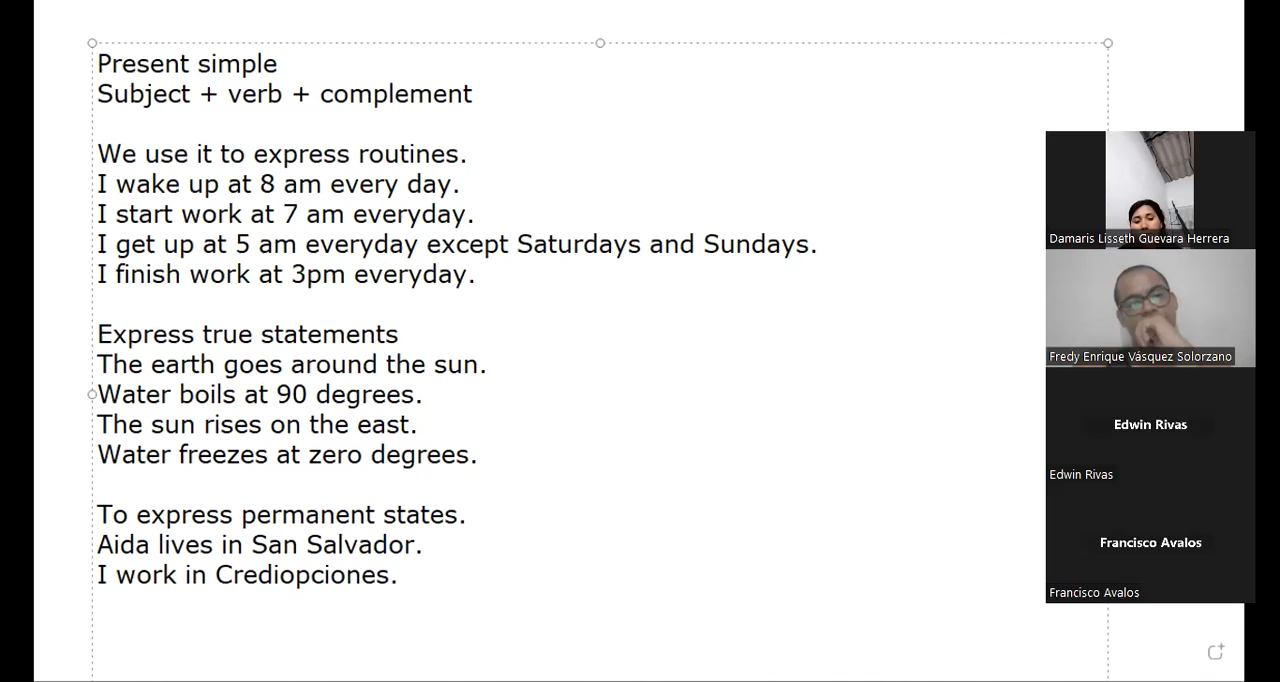 Present simple
Subject + verb + complement
We use it to express routines.
I wake up at 8 am every day.
I start work at 7 am everyday.
I get up at 5 am everyday except Saturdays and Sundays.
I finish work at 3pm everyday.
Express true statements
The earth goes around the sun.
Water boils at 90 degrees.
The sun rises on the east.
Water freezes at zero degrees.
To express permanent states.
Aida lives in San Salvador.
I work in Crediopciones.
Damaris Lisseth Guevara Herrera
Fredy Enrique Vásquez Solorzano
Edwin Rivas
Edwin Rivas
Francisco Avalos
Francisco Avalos